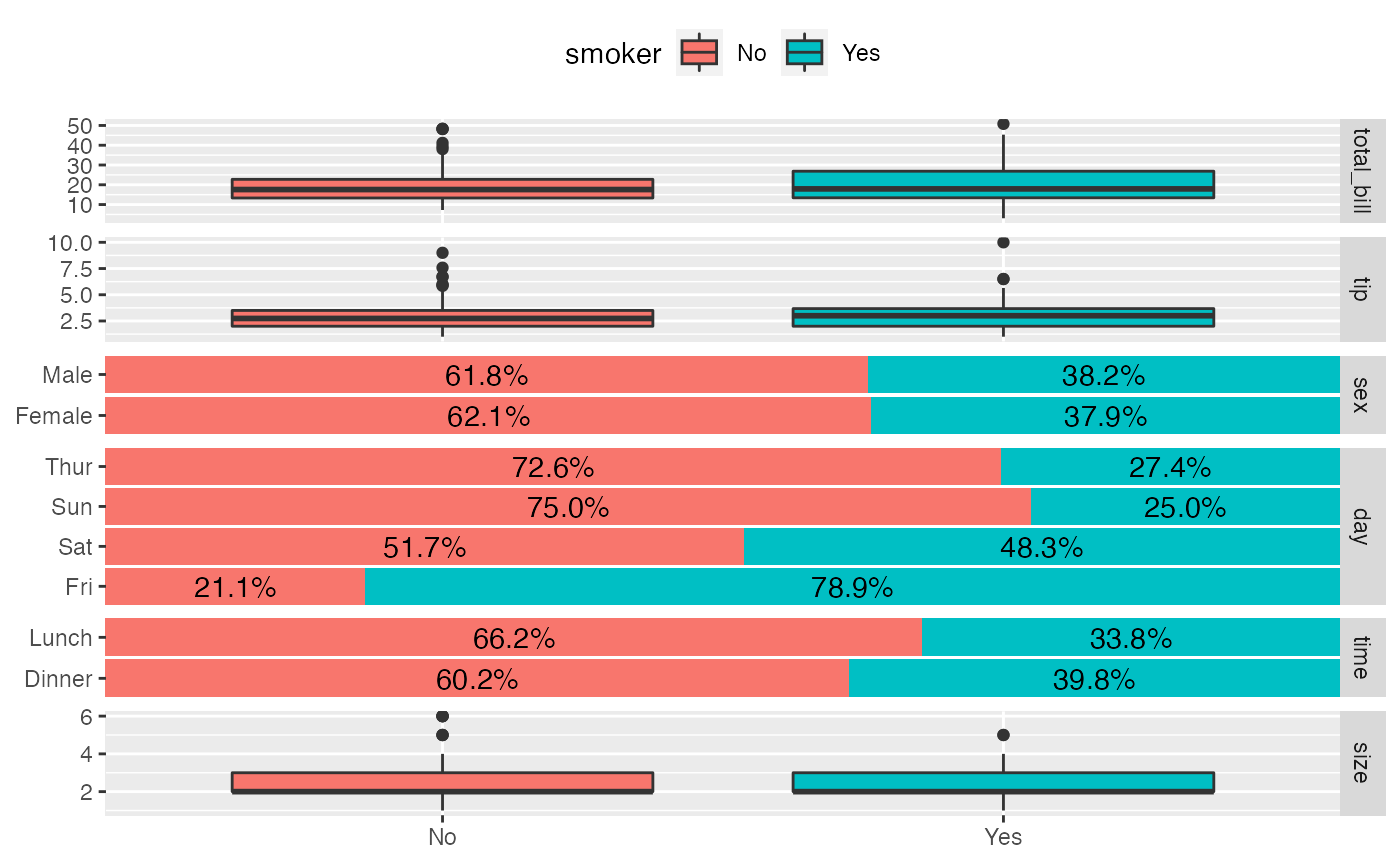 smoker No Yes
50
40
30
20
10
total_bill
10.0
7.5
5.0
2.5
tip
Male 61.8% 38.2%
Female 62.1% 37.9%
sex
Thur 72.6% 27.4%
Sun 75.0% 25.0%
Sat 51.7% 48.3%
Fri 21.1% 78.9%
day
Lunch 66.2% 33.8%
Dinner 60.2% 39.8%
time
6
4
2
size
No Yes